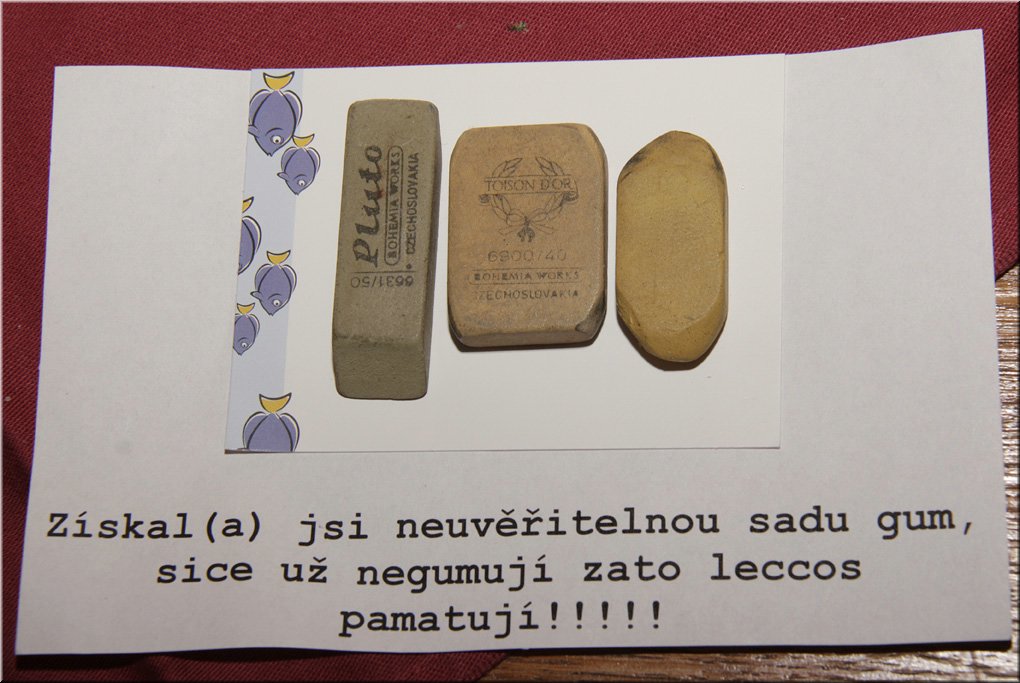 Pluto
BOHEMIA WORKS
CZECHOSLOVAKIA
6631/50
TOISON D'OR
6800/40
BOHEMIA WORKS
CZECHOSLOVAKIA
Získal(a) jsi neuvěřitelnou sadu gum,
sice už negumují zato leccos
pamatují!!!!!